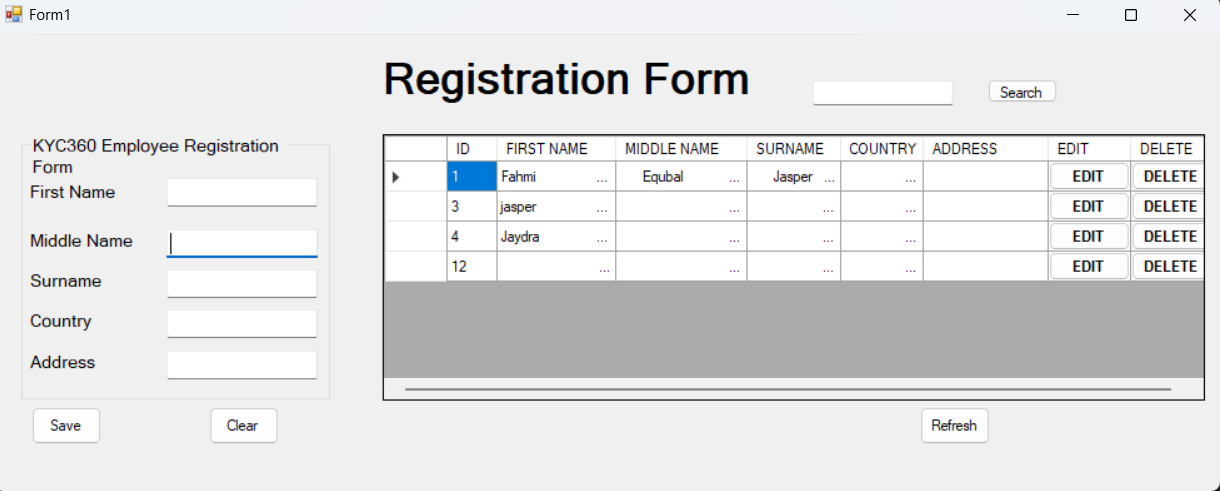 Form1
Registration Form
Search
KYC360 Employee Registration
Form
First Name
Middle Name
Surname
Country
Address
Save
Clear
ID FIRST NAME MIDDLE NAME SURNAME COUNTRY ADDRESS EDIT DELETE
1 Fahmi ... Equbal ... Jasper ... ... EDIT DELETE
3 jasper ... ... ... ... EDIT DELETE
4 Jaydra ... ... ... ... EDIT DELETE
12 ... ... ... ... EDIT DELETE
Refresh